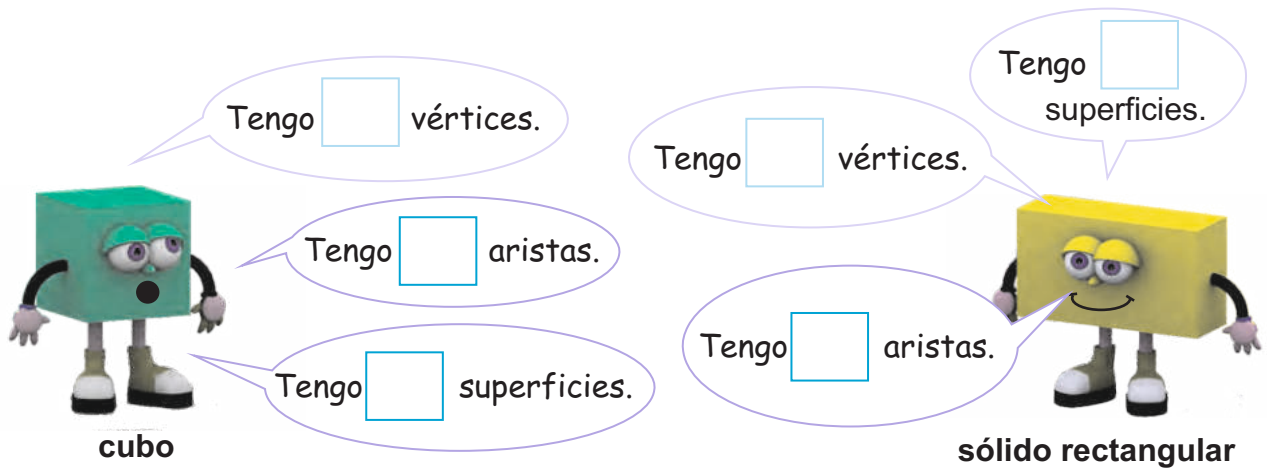 Tengo vértices.
Tengo aristas.
Tengo superficies.
cubo
Tengo
superficies.
Tengo vértices.
Tengo aristas.
sólido rectangular